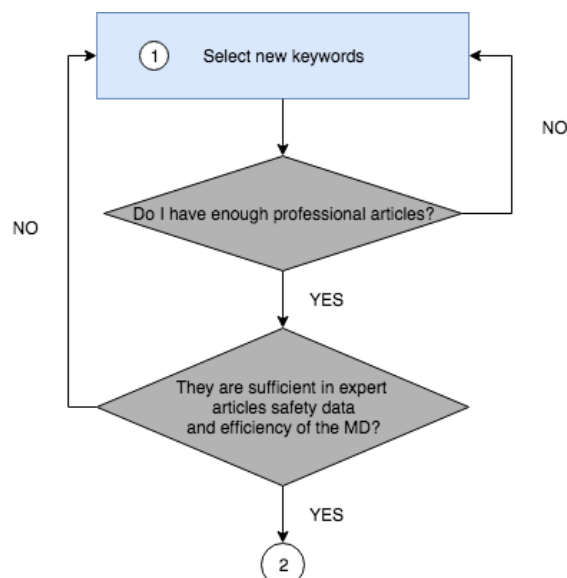 1 Select new keywords
NO
Do I have enough professional articles?
NO
YES
They are sufficient in expert
articles safety data
and efficiency of the MD?
YES
2